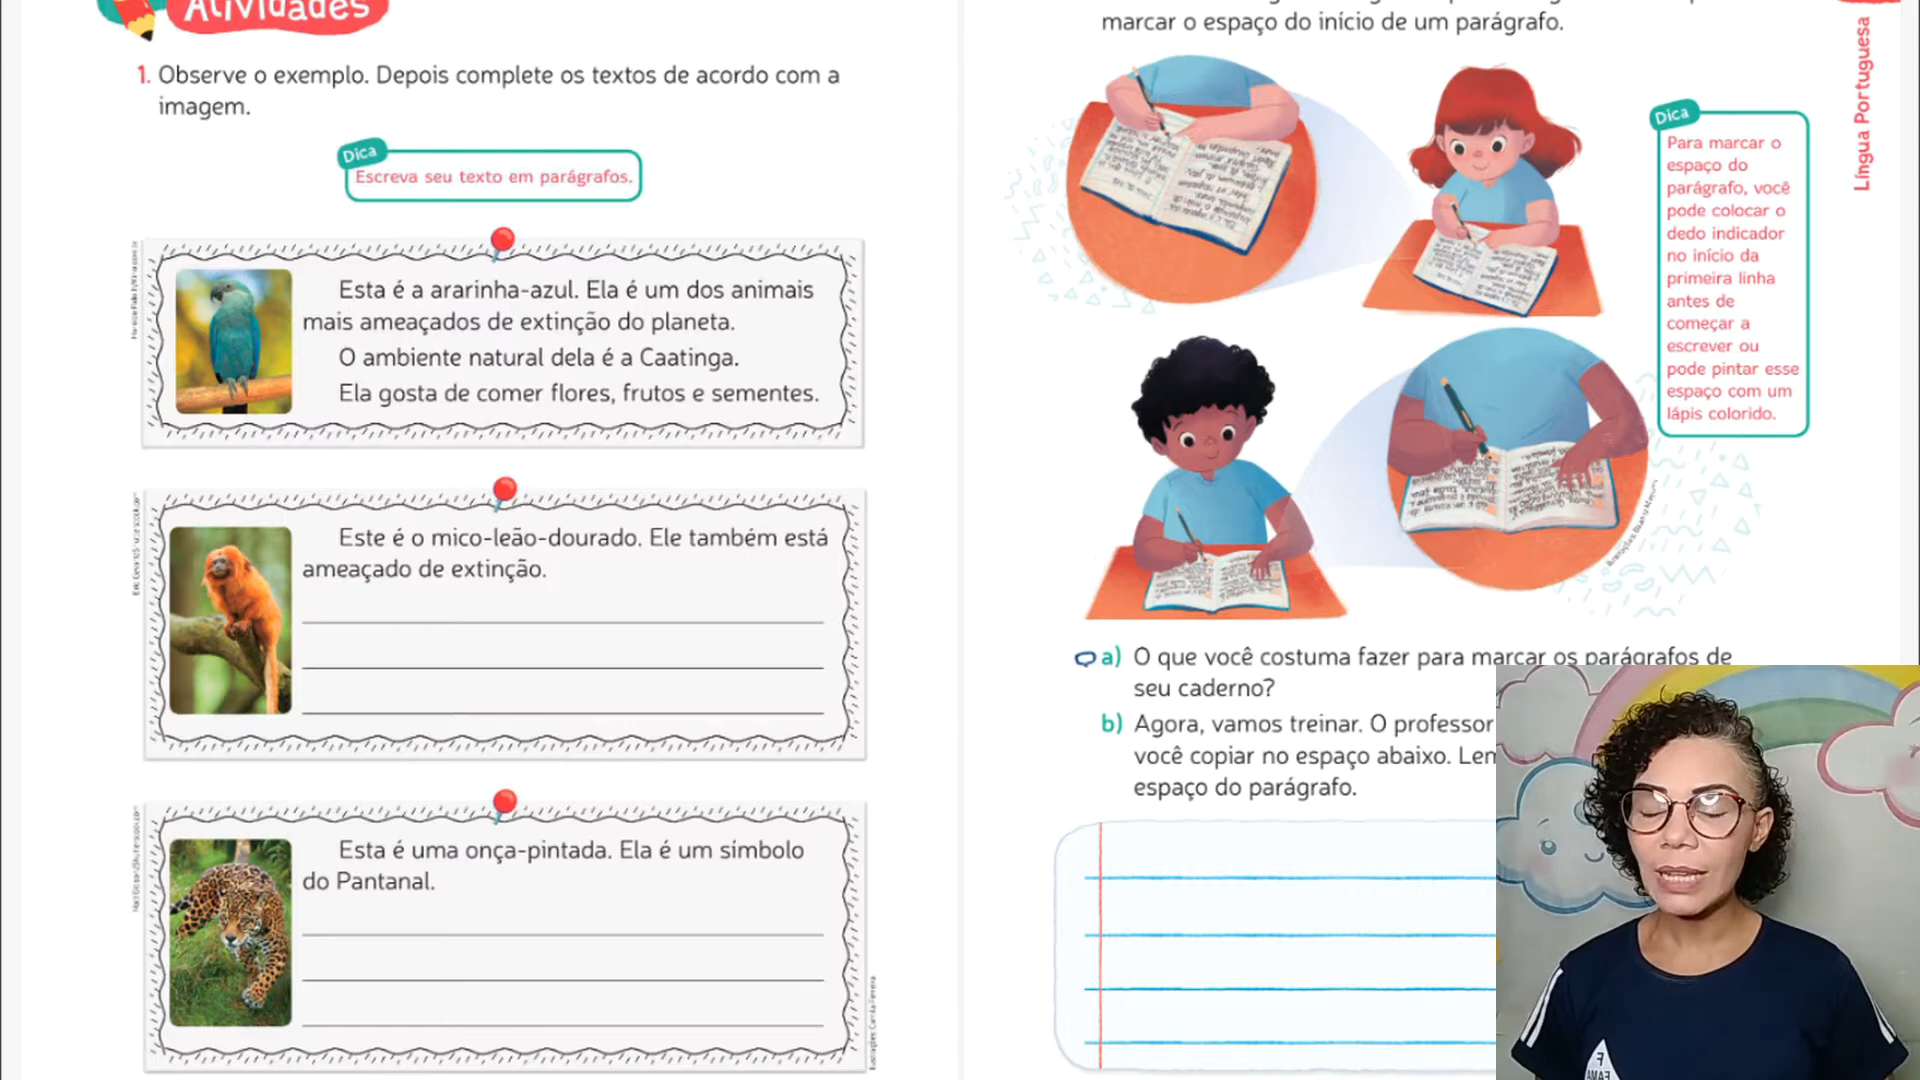 Atividades
1. Observe o exemplo. Depois complete os textos de acordo com a
imagem.
Dica
Escreva seu texto em parágrafos.
Esta é a ararinha-azul. Ela é um dos animais
mais ameaçados de extinção do planeta.
O ambiente natural dela é a Caatinga.
Ela gosta de comer flores, frutos e sementes.
Este é o mico-leão-dourado. Ele também está
ameaçado de extinção.
Esta é uma onça-pintada. Ela é um símbolo
do Pantanal.
marcar o espaço do início de um parágrafo.
Dica
Para marcar o
espaço do
parágrafo, você
pode colocar o
dedo indicador
no início da
primeira linha
antes de
começar a
escrever ou
pode pintar esse
espaço com um
lápis colorido.
Língua Portuguesa
a) O que você costuma fazer para marcar os parágrafos de
seu caderno?
b) Agora, vamos treinar. O professor
você copiar no espaço abaixo. Lem
espaço do parágrafo.